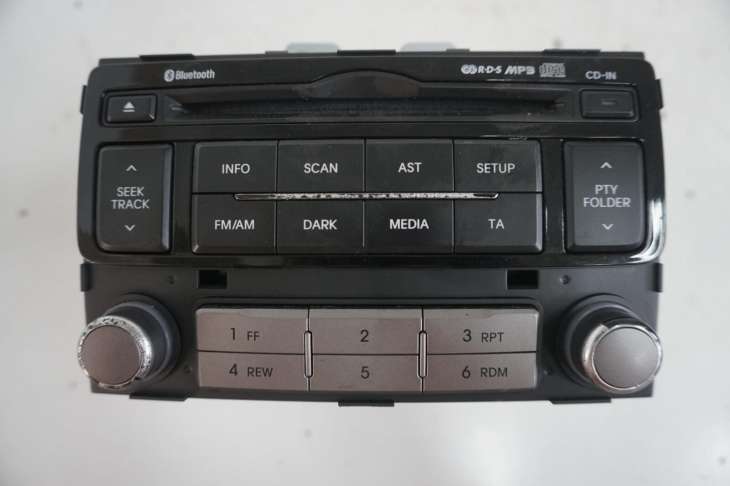 Bluetooth R·D·S MP3 CD-IN
INFO SCAN AST SETUP
SEEK TRACK
PTY FOLDER
FM/AM DARK MEDIA TA
1 FF 2 3 RPT
4 REW 5 6 RDM